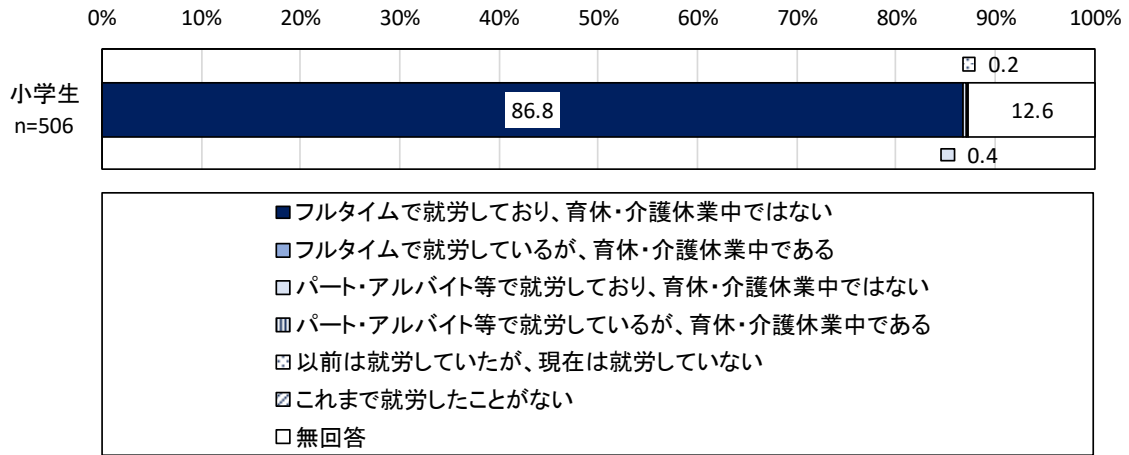 0% 10% 20% 30% 40% 50% 60% 70% 80% 90% 100%
0.2
小学生
n=506
86.8
12.6
0.4
フルタイムで就労しており、育休・介護休業中ではない
フルタイムで就労しているが、育休・介護休業中である
パート・アルバイト等で就労しており、育休・介護休業中ではない
パート・アルバイト等で就労しているが、育休・介護休業中である
以前は就労していたが、現在は就労していない
これまで就労したことがない
無回答